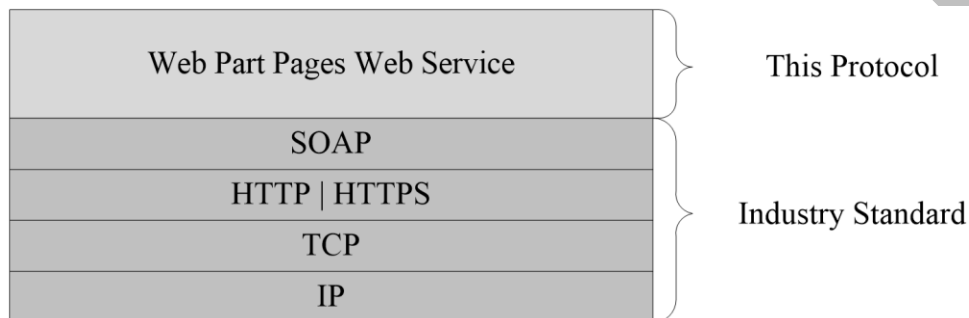 Web Part Pages Web Service
This Protocol
SOAP
HTTP | HTTPS
TCP
IP
Industry Standard